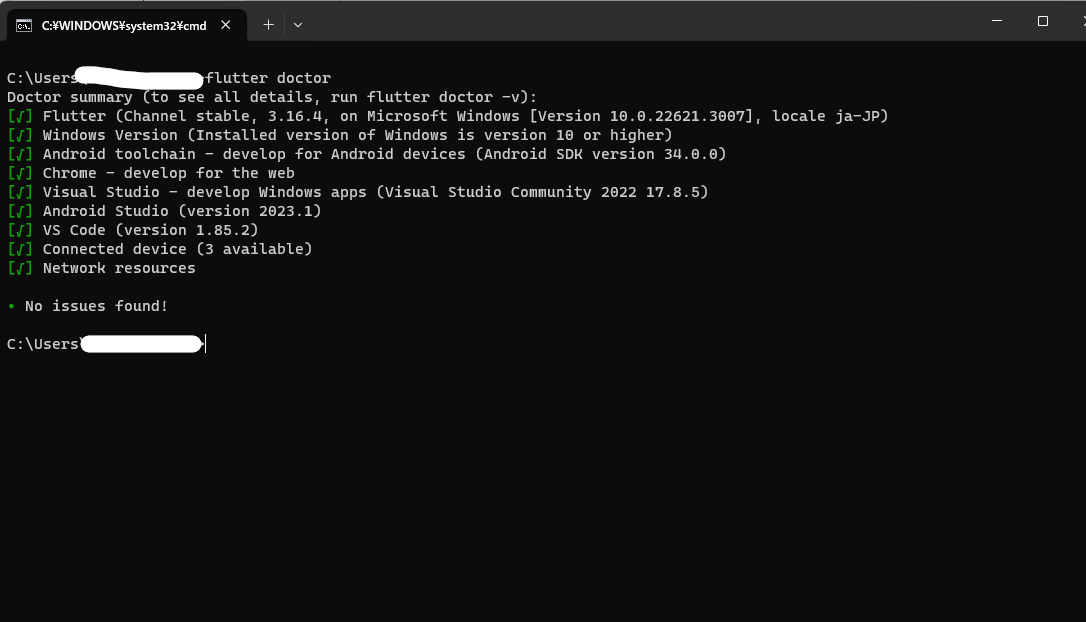 C:¥WINDOWS¥system32¥cmd
C:\Users flutter doctor
Doctor summary (to see all details, run flutter doctor -v):
[√] Flutter (Channel stable, 3.16.4, on Microsoft Windows [Version 10.0.22621.3007], locale ja-JP)
[√] Windows Version (Installed version of Windows is version 10 or higher)
[√] Android toolchain - develop for Android devices (Android SDK version 34.0.0)
[√] Chrome - develop for the web
[√] Visual Studio - develop Windows apps (Visual Studio Community 2022 17.8.5)
[√] Android Studio (version 2023.1)
[√] VS Code (version 1.85.2)
[√] Connected device (3 available)
[√] Network resources
• No issues found!
C:\Users